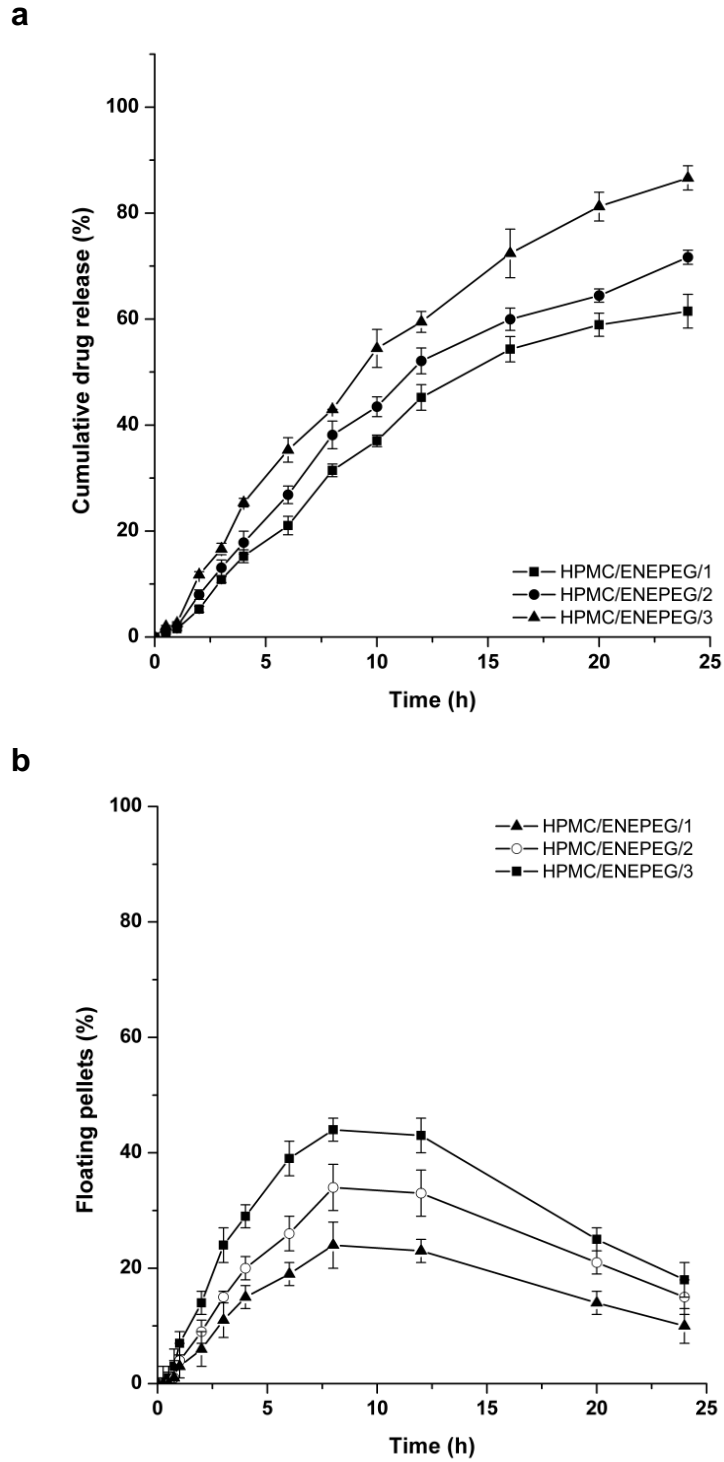 a
100
80
60
40
20
0
Cumulative drug release (%)
HPMC/ENEPEG/1
HPMC/ENEPEG/2
HPMC/ENEPEG/3
0 5 10 15 20 25
Time (h)
b
100
80
60
40
20
0
Floating pellets (%)
HPMC/ENEPEG/1
HPMC/ENEPEG/2
HPMC/ENEPEG/3
0 5 10 15 20 25
Time (h)